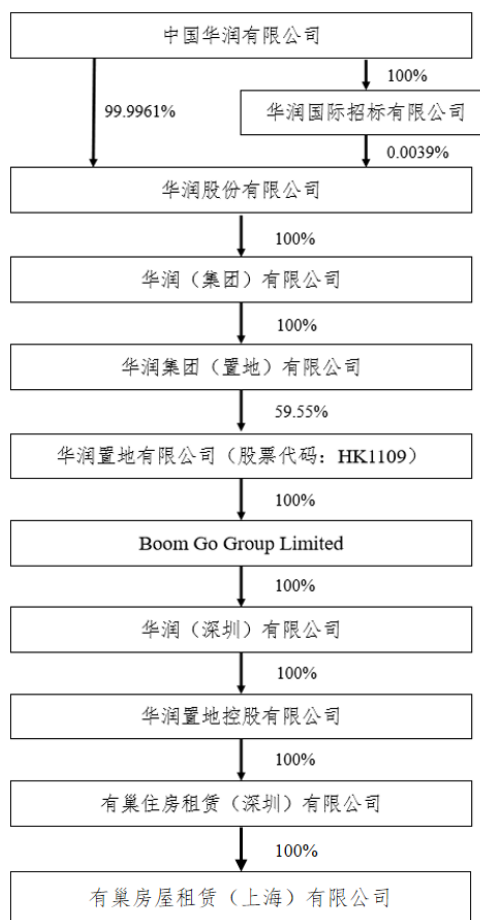 中国华润有限公司
100%
99.9961%
华润国际招标有限公司
0.0039%
华润股份有限公司
100%
华润（集团）有限公司
100%
华润集团（置地）有限公司
59.55%
华润置地有限公司（股票代码：HK1109）
100%
Boom Go Group Limited
100%
华润（深圳）有限公司
100%
华润置地控股有限公司
100%
有巢住房租赁（深圳）有限公司
100%
有巢房屋租赁（上海）有限公司